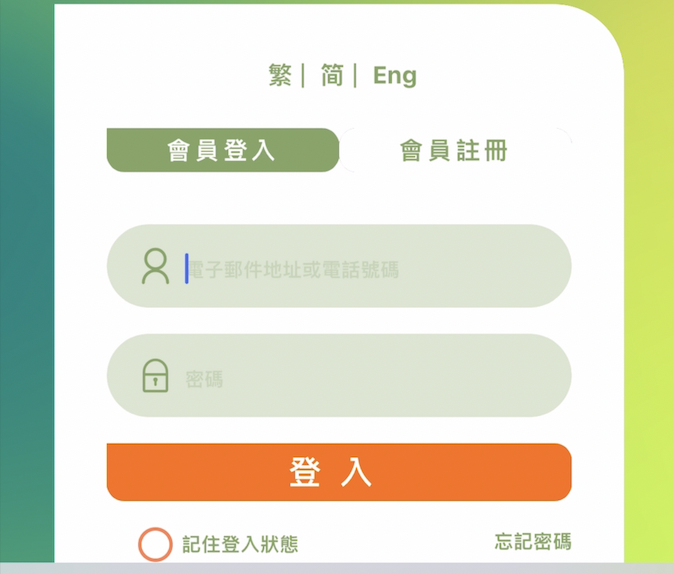 繁| 简| Eng
會員登入 會員註冊
電子郵件地址或電話號碼
密碼
登入
記住登入狀態 忘記密碼